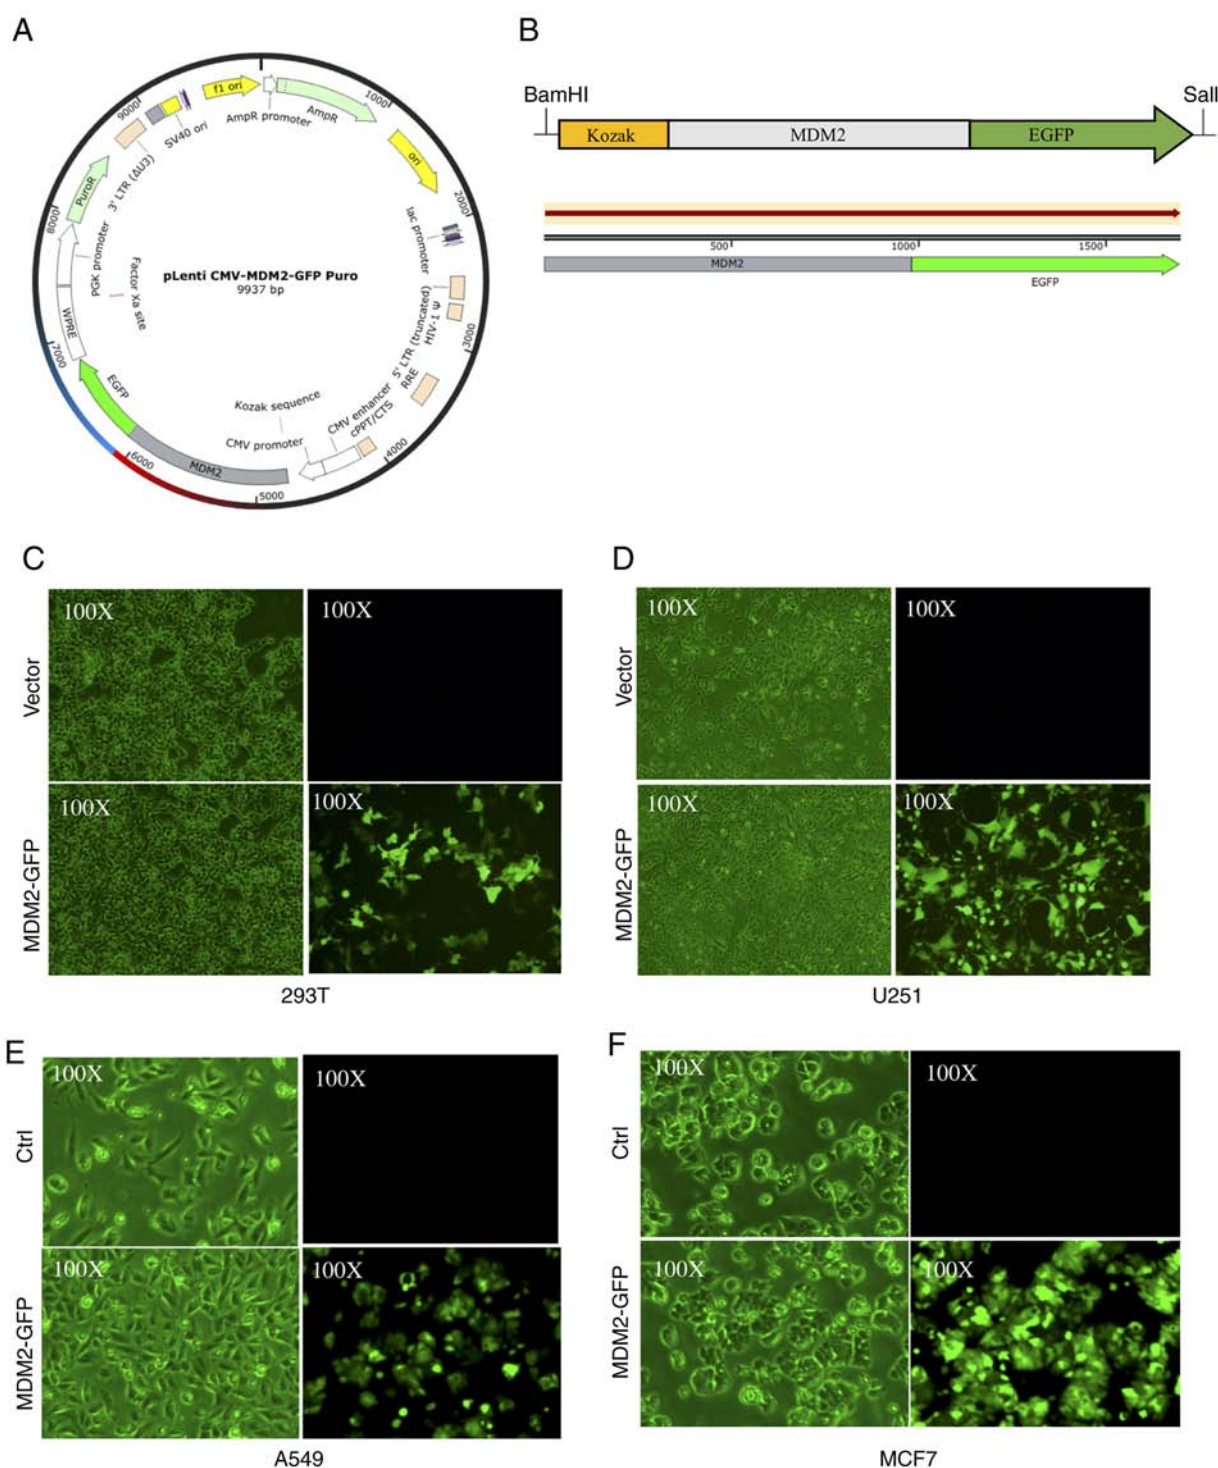 A
f1 ori
9000
1000
AmpR promoter
AmpR
SV40 ori
ori
3' LTR (ΔU3)
PuroR
2000
8000
lac promoter
PGK promoter
Factor Xa site
pLenti CMV-MDM2-GFP Puro
9937 bp
5' LTR (truncated)
HIV-1 Ψ
WPRE
3000
7000
RRE
EGFP
Kozak sequence
CMV enhancer
cPPT/CTS
CMV promoter
4000
MDM2
6000
5000
B
BamHI
SalI
Kozak
MDM2
EGFP
500
1000
1500
MDM2
EGFP
C
Vector
100X
100X
MDM2-GFP
100X
100X
293T
D
Vector
100X
100X
MDM2-GFP
100X
100X
U251
E
Ctrl
100X
100X
MDM2-GFP
100X
100X
A549
F
Ctrl
100X
100X
MDM2-GFP
100X
100X
MCF7